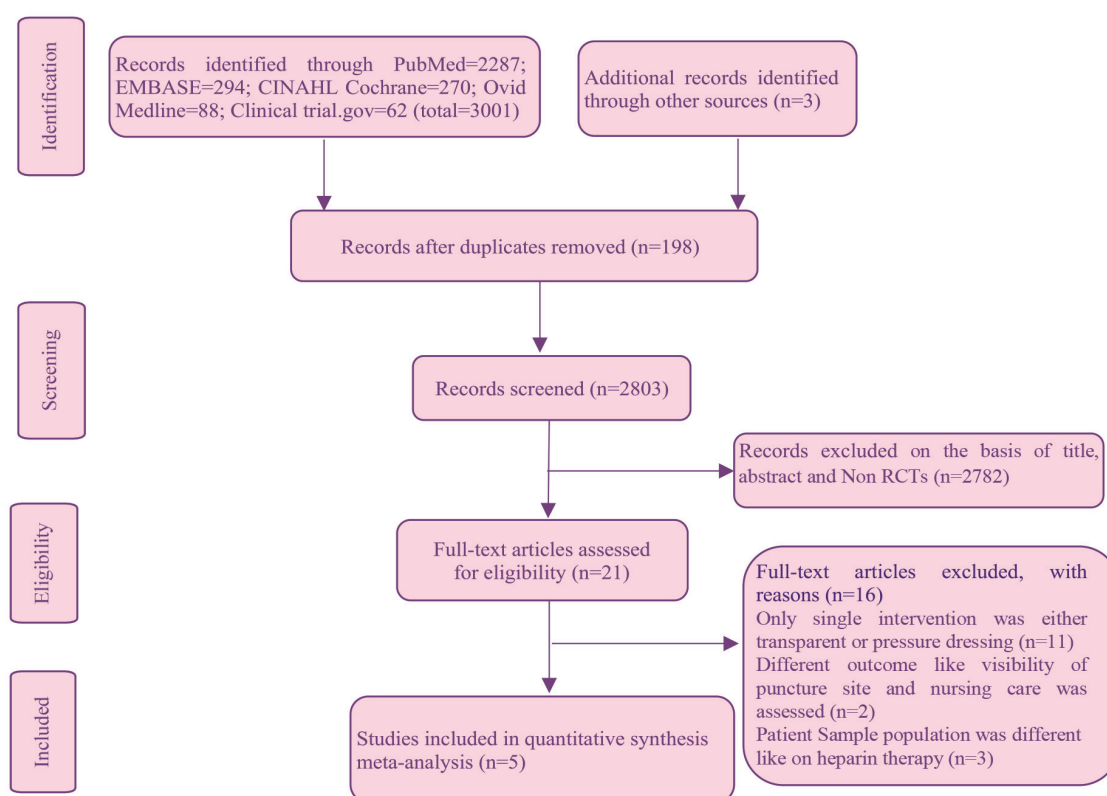 Identification
Records identified through PubMed=2287;
EMBASE=294; CINAHL Cochrane=270; Ovid
Medline=88; Clinical trial.gov=62 (total=3001)
Additional records identified
through other sources (n=3)
Records after duplicates removed (n=198)
Screening
Records screened (n=2803)
Records excluded on the basis of title,
abstract and Non RCTs (n=2782)
Eligibility
Full-text articles assessed
for eligibility (n=21)
Full-text articles excluded, with
reasons (n=16)
Only single intervention was either
transparent or pressure dressing (n=11)
Different outcome like visibility of
puncture site and nursing care was
assessed (n=2)
Patient Sample population was different
like on heparin therapy (n=3)
Included
Studies included in quantitative synthesis
meta-analysis (n=5)